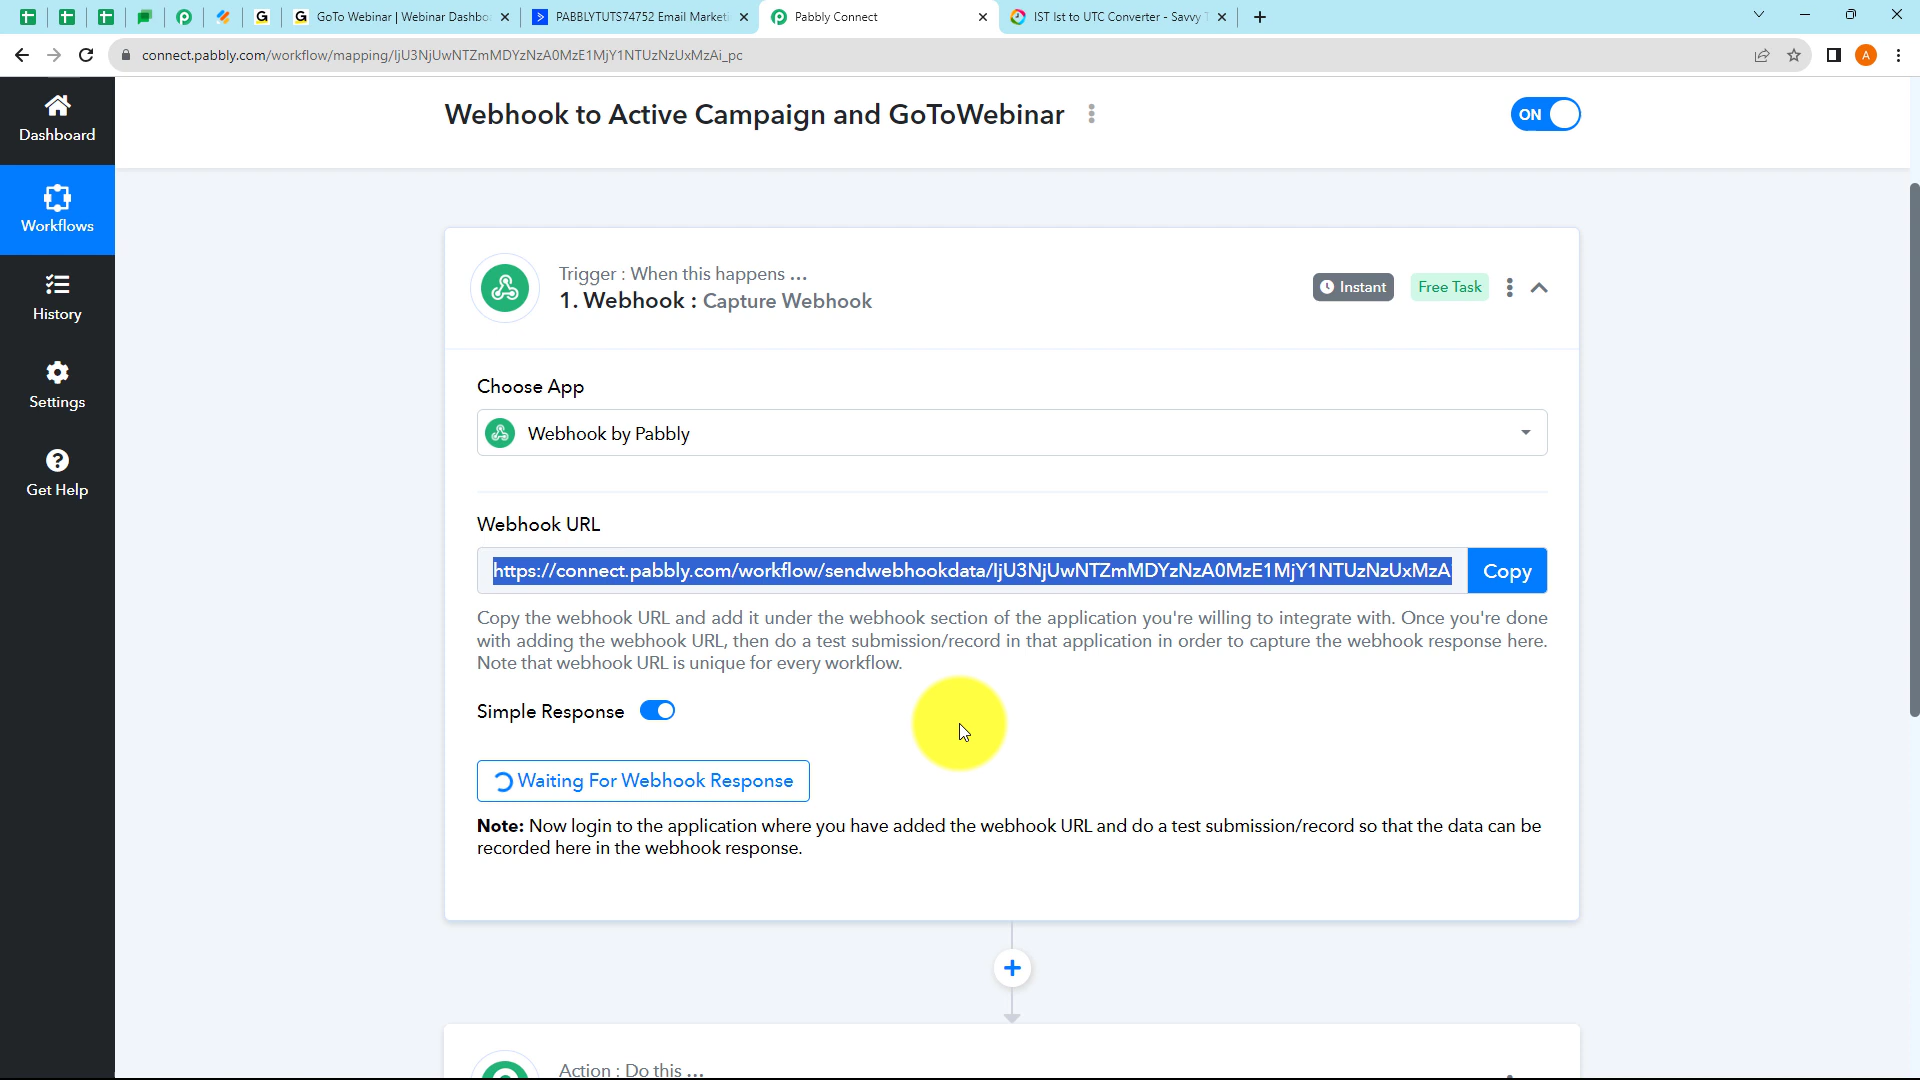 GoTo Webinar | Webinar Dashbo
PABBLYTUTS74752 Email Marketi
Pabbly Connect
IST Ist to UTC Converter - Savvy T
connect.pabbly.com/workflow/mapping/IjU3NjUwNTZmMDYzNzA0MzE1MjY1NTUzNzUxMzAi_pc
A
Dashboard
Workflows
History
Settings
Get Help
Webhook to Active Campaign and GoToWebinar
ON
Trigger : When this happens ...
1. Webhook : Capture Webhook
Instant
Free Task
Choose App
Webhook by Pabbly
Webhook URL
https://connect.pabbly.com/workflow/sendwebhookdata/IjU3NjUwNTZmMDYzNzA0MzE1MjY1NTUzNzUxMzA
Copy
Copy the webhook URL and add it under the webhook section of the application you're willing to integrate with. Once you're done
with adding the webhook URL, then do a test submission/record in that application in order to capture the webhook response here.
Note that webhook URL is unique for every workflow.
Simple Response
Waiting For Webhook Response
Note: Now login to the application where you have added the webhook URL and do a test submission/record so that the data can be
recorded here in the webhook response.
Action : Do this ...